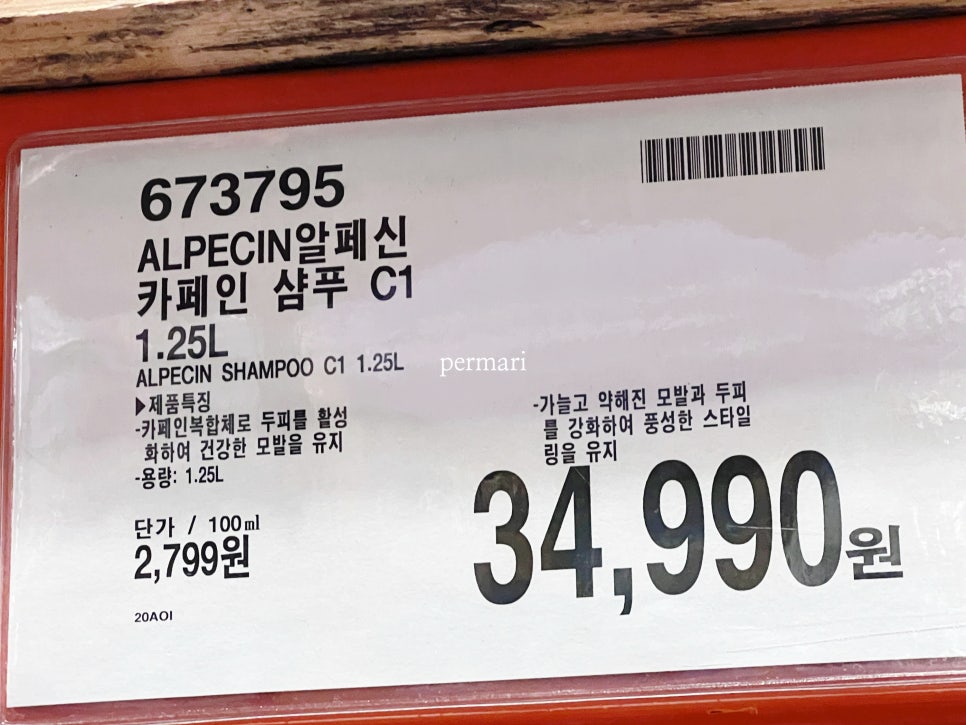 673795
ALPECIN알페신
카페인 샴푸 C1
1.25L
ALPECIN SHAMPOO C1 1.25L
▶제품특징
-카페인복합체로 두피를 활성
화하여 건강한 모발을 유지
-용량: 1.25L
-가늘고 약해진 모발과 두피
를 강화하여 풍성한 스타일
링을 유지
단가 / 100㎖
2,799원
34,990원
20AOI
permari